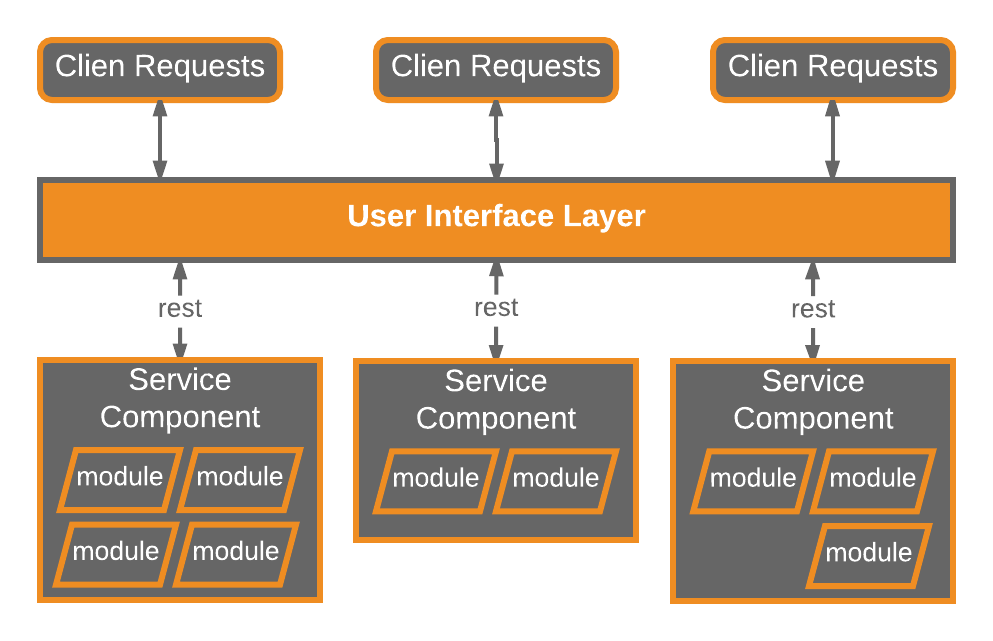 Clien Requests
Clien Requests
Clien Requests
User Interface Layer
rest
rest
rest
Service
Component
module
module
module
module
Service
Component
module
module
Service
Component
module
module
module